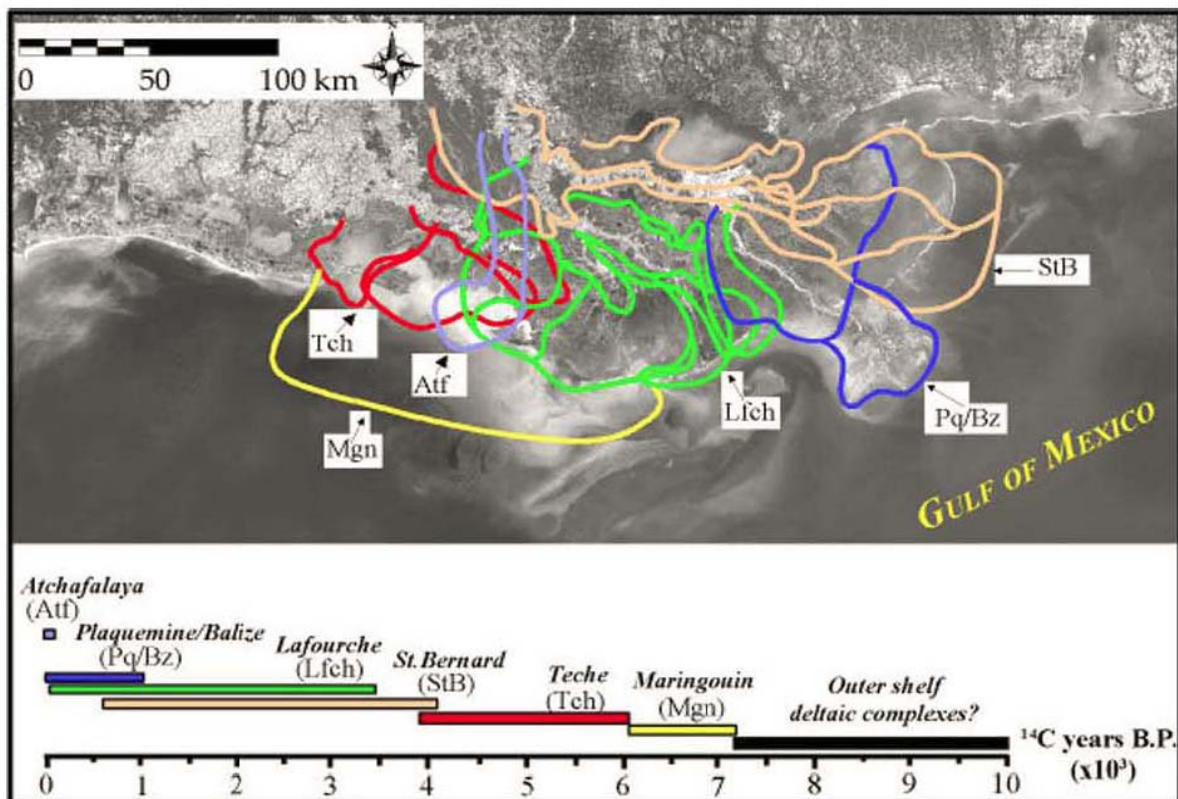 0 50 100 km
StB
Tch
Atf
Lfch
Pq/Bz
Mgn
GULF OF MEXICO
Atchafalaya
(Atf)
Plaquemine/Balize
(Pq/Bz)
Lafourche
(Lfch)
St.Bernard
(StB)
Teche
(Tch)
Maringouin
(Mgn)
Outer shelf
deltaic complexes?
¹⁴C years B.P.
(x10³)
0 1 2 3 4 5 6 7 8 9 10